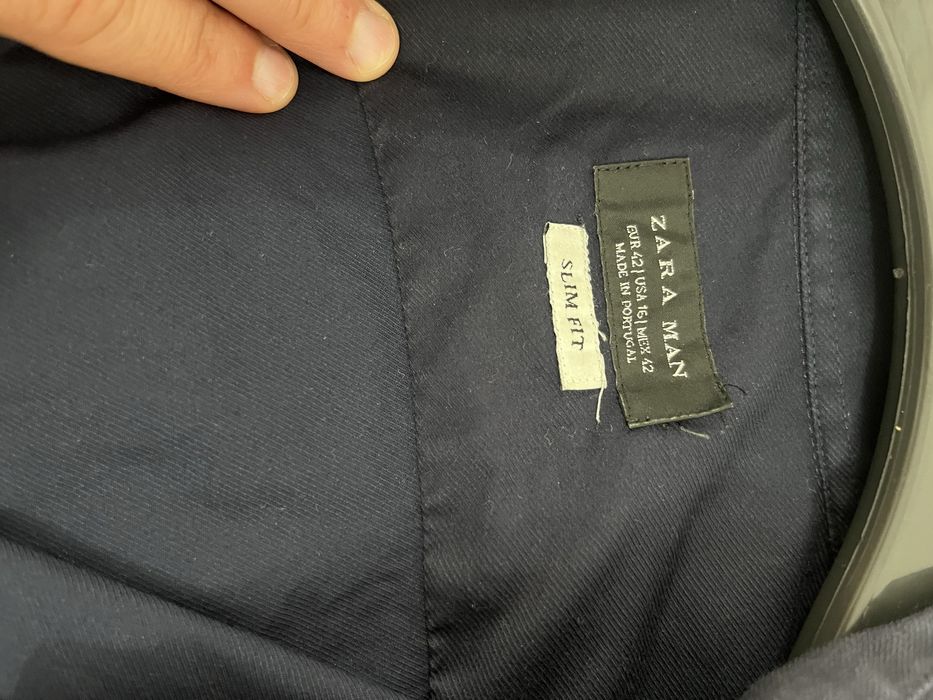 ZARA MAN
EUR 42 | USA 16 | MEX 42
MADE IN PORTUGAL
SLIM FIT